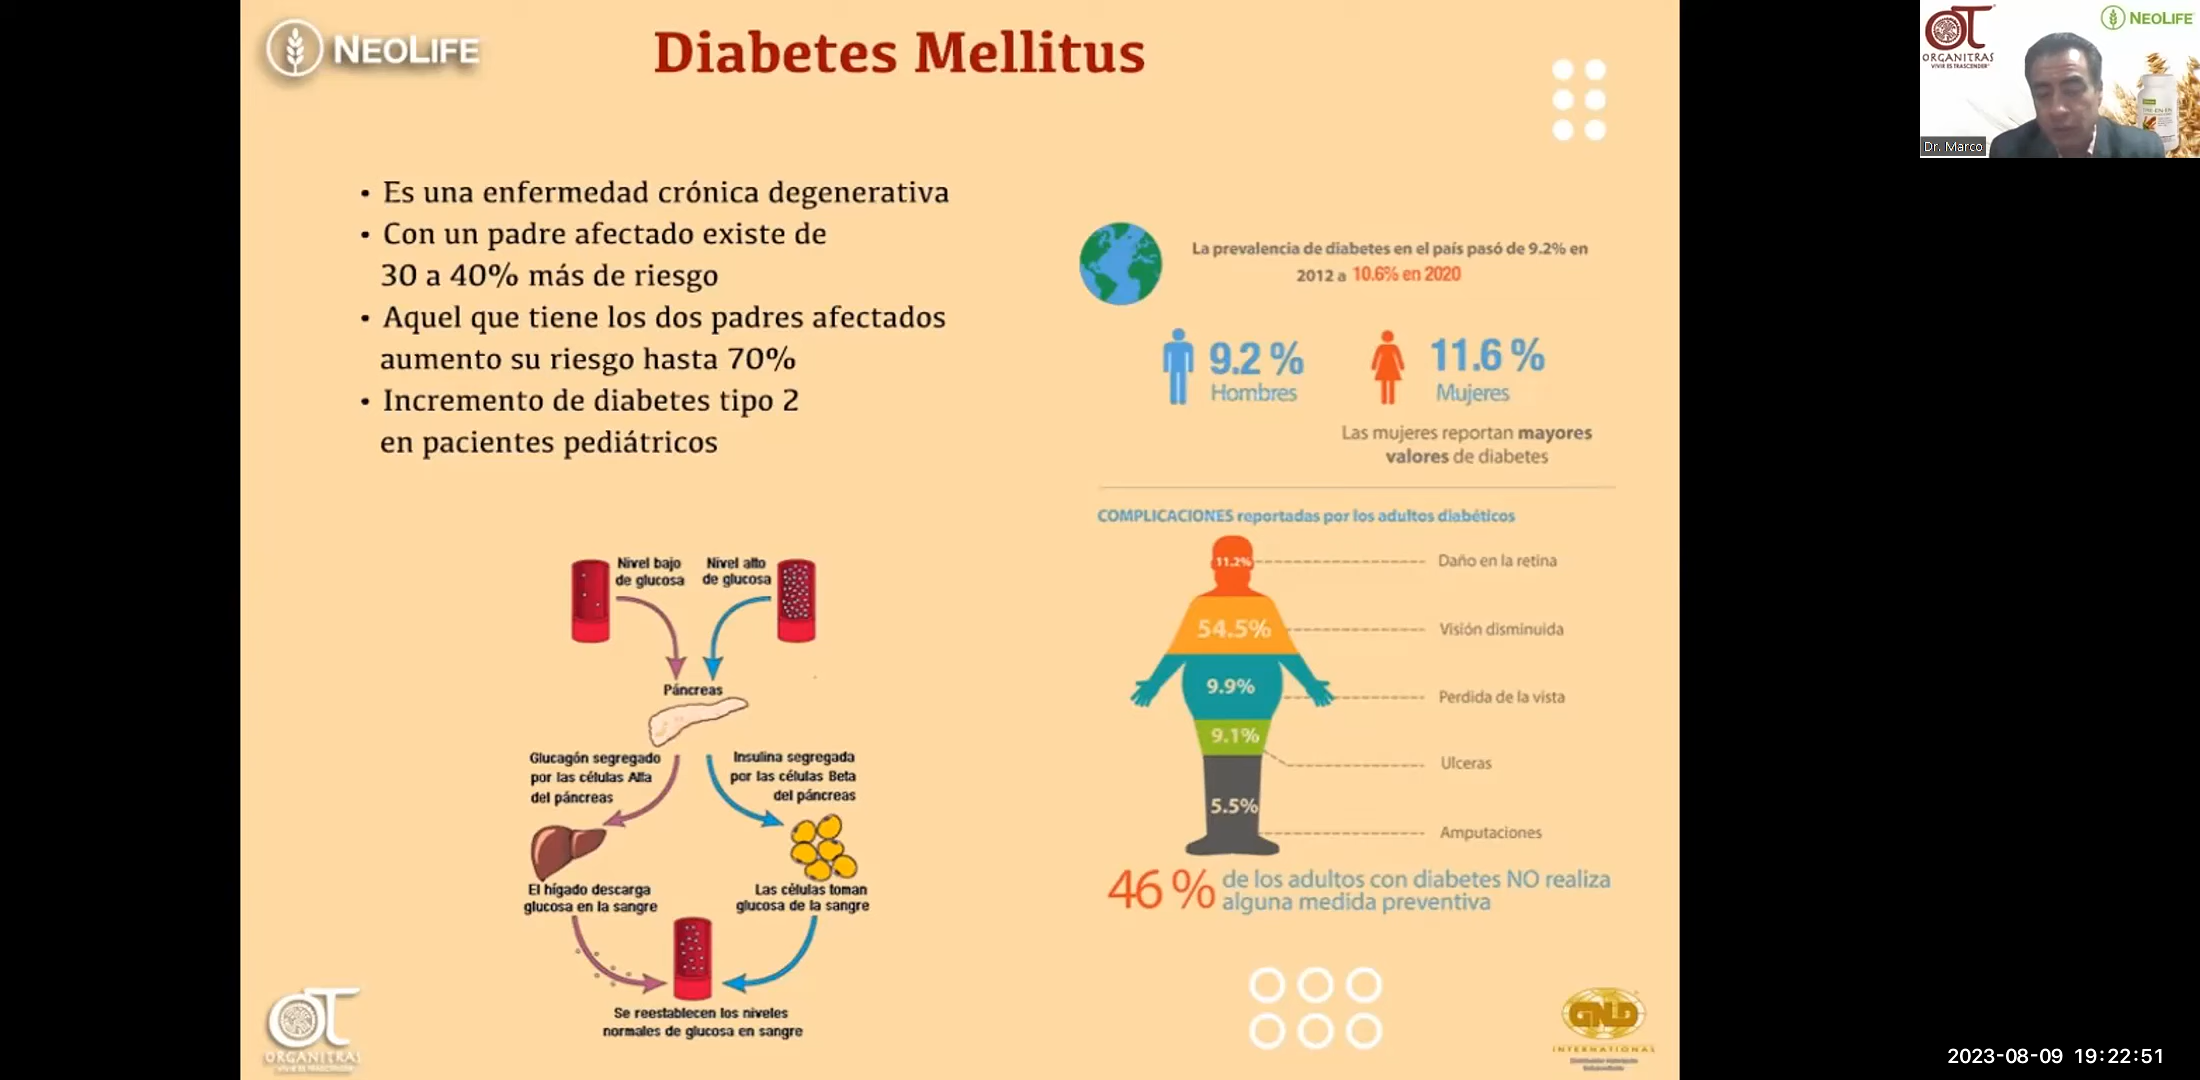 NEOLIFE
Diabetes Mellitus
• Es una enfermedad crónica degenerativa
• Con un padre afectado existe de
30 a 40% más de riesgo
• Aquel que tiene los dos padres afectados
aumento su riesgo hasta 70%
• Incremento de diabetes tipo 2
en pacientes pediátricos
Nivel bajo
de glucosa
Nivel alto
de glucosa
Páncreas
Glucagón segregado
por las células Alfa
del páncreas
Insulina segregada
por las células Beta
del páncreas
El hígado descarga
glucosa en la sangre
Las células toman
glucosa de la sangre
Se reestablecen los niveles
normales de glucosa en sangre
La prevalencia de diabetes en el país pasó de 9.2% en
2012 a 10.6% en 2020
9.2 %
Hombres
11.6 %
Mujeres
Las mujeres reportan mayores
valores de diabetes
COMPLICACIONES reportadas por los adultos diabéticos
11.2%
Daño en la retina
54.5%
Visión disminuida
9.9%
Perdida de la vista
9.1%
Ulceras
5.5%
Amputaciones
46 %
de los adultos con diabetes NO realiza
alguna medida preventiva
OT
ORGANITRAS
VIVIR ES TRASCENDER
GNLD
INTERNATIONAL
OT
ORGANITRAS
VIVIR ES TRASCENDER
NEOLIFE
Dr. Marco
2023-08-09 19:22:51